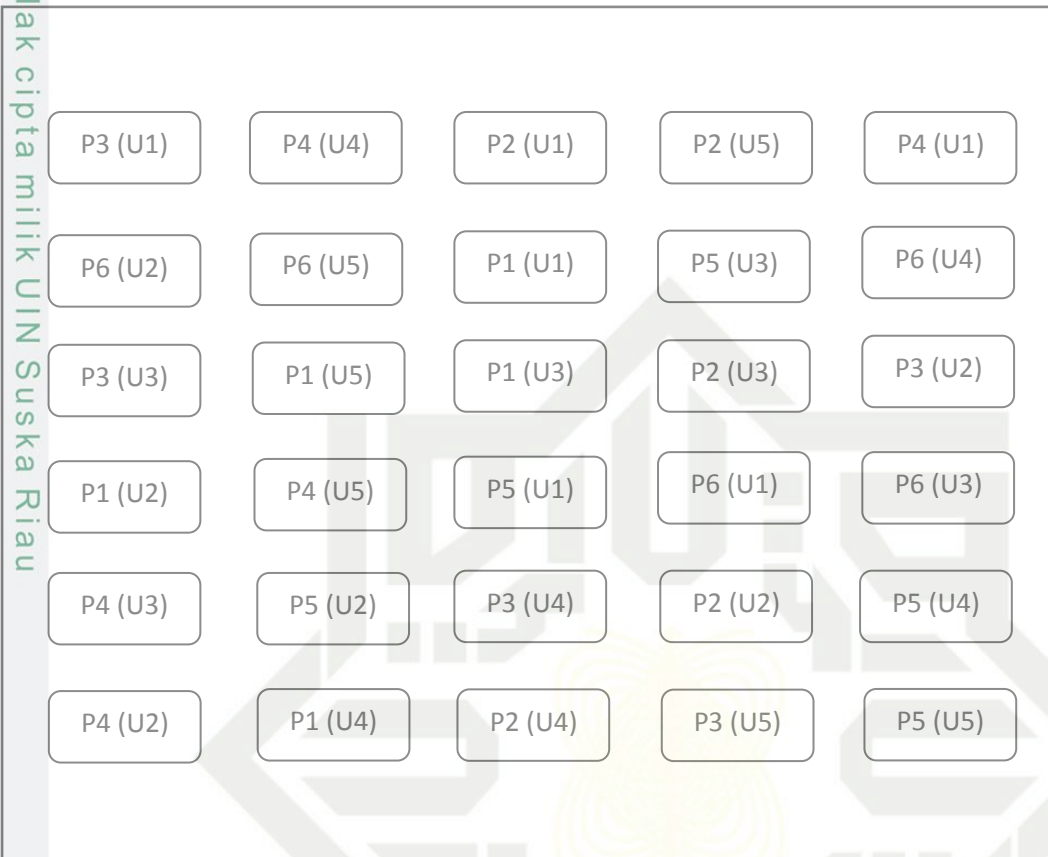 lak cipta milik UIN Suska Riau
P3 (U1) P4 (U4) P2 (U1) P2 (U5) P4 (U1)
P6 (U2) P6 (U5) P1 (U1) P5 (U3) P6 (U4)
P3 (U3) P1 (U5) P1 (U3) P2 (U3) P3 (U2)
P1 (U2) P4 (U5) P5 (U1) P6 (U1) P6 (U3)
P4 (U3) P5 (U2) P3 (U4) P2 (U2) P5 (U4)
P4 (U2) P1 (U4) P2 (U4) P3 (U5) P5 (U5)